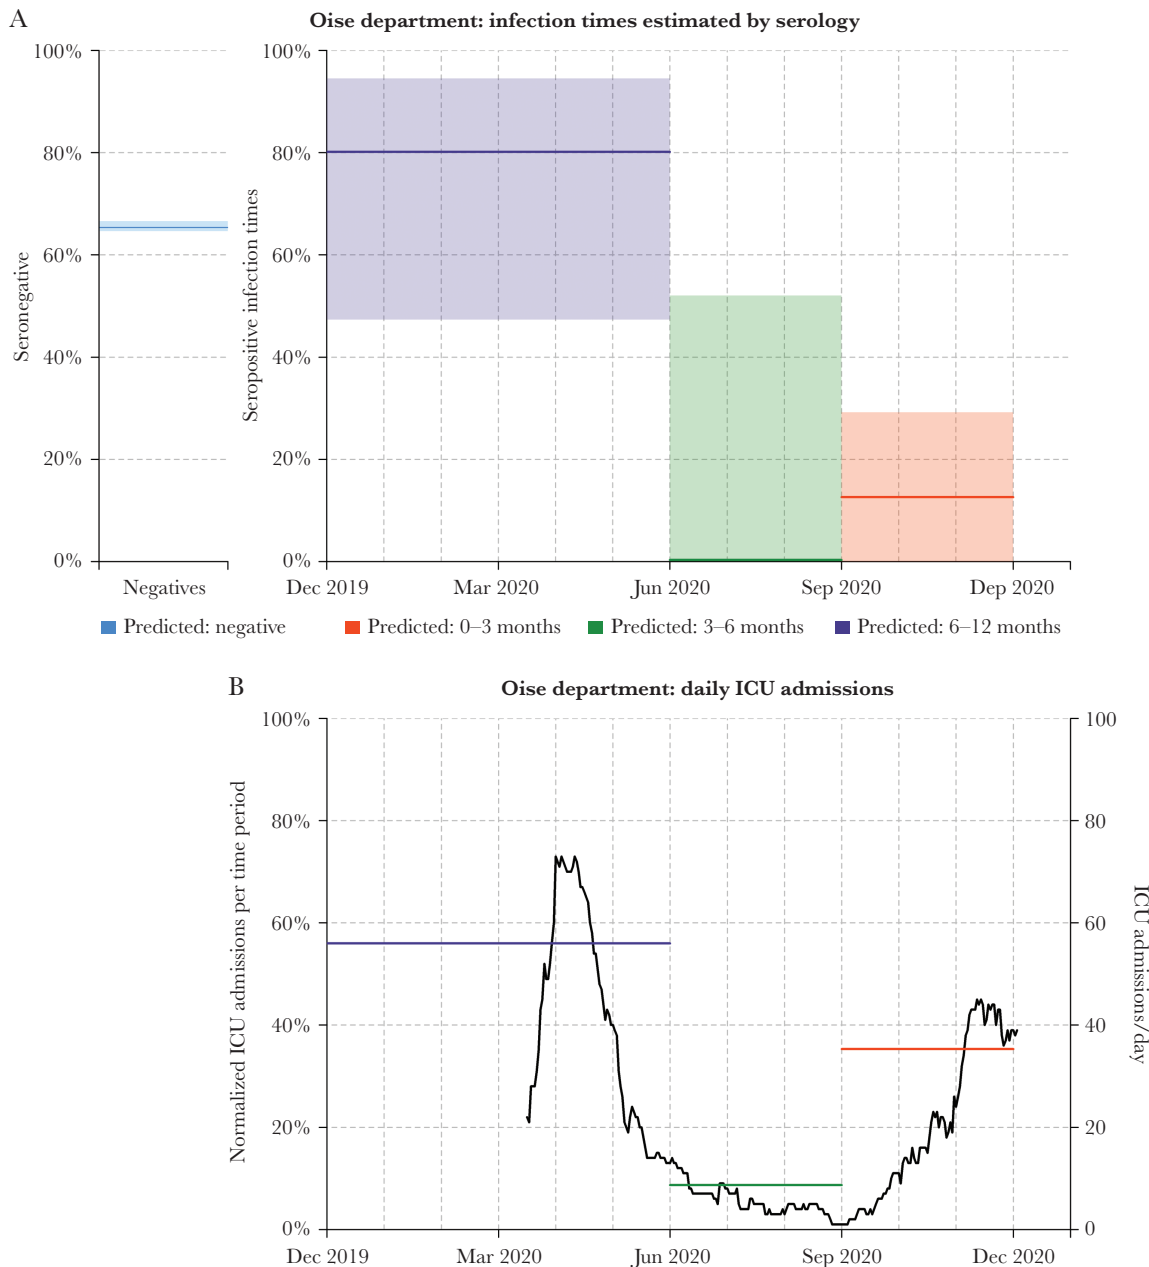 A
Oise department: infection times estimated by serology
100%
80%
60%
40%
20%
0%
Seronegative
Negatives
100%
80%
60%
40%
20%
0%
Seropositive infection times
Dec 2019
Mar 2020
Jun 2020
Sep 2020
Dep 2020
Predicted: negative
Predicted: 0–3 months
Predicted: 3–6 months
Predicted: 6–12 months
B
Oise department: daily ICU admissions
100%
80%
60%
40%
20%
0%
Normalized ICU admissions per time period
100
80
60
40
20
0
ICU admissions/day
Dec 2019
Mar 2020
Jun 2020
Sep 2020
Dec 2020